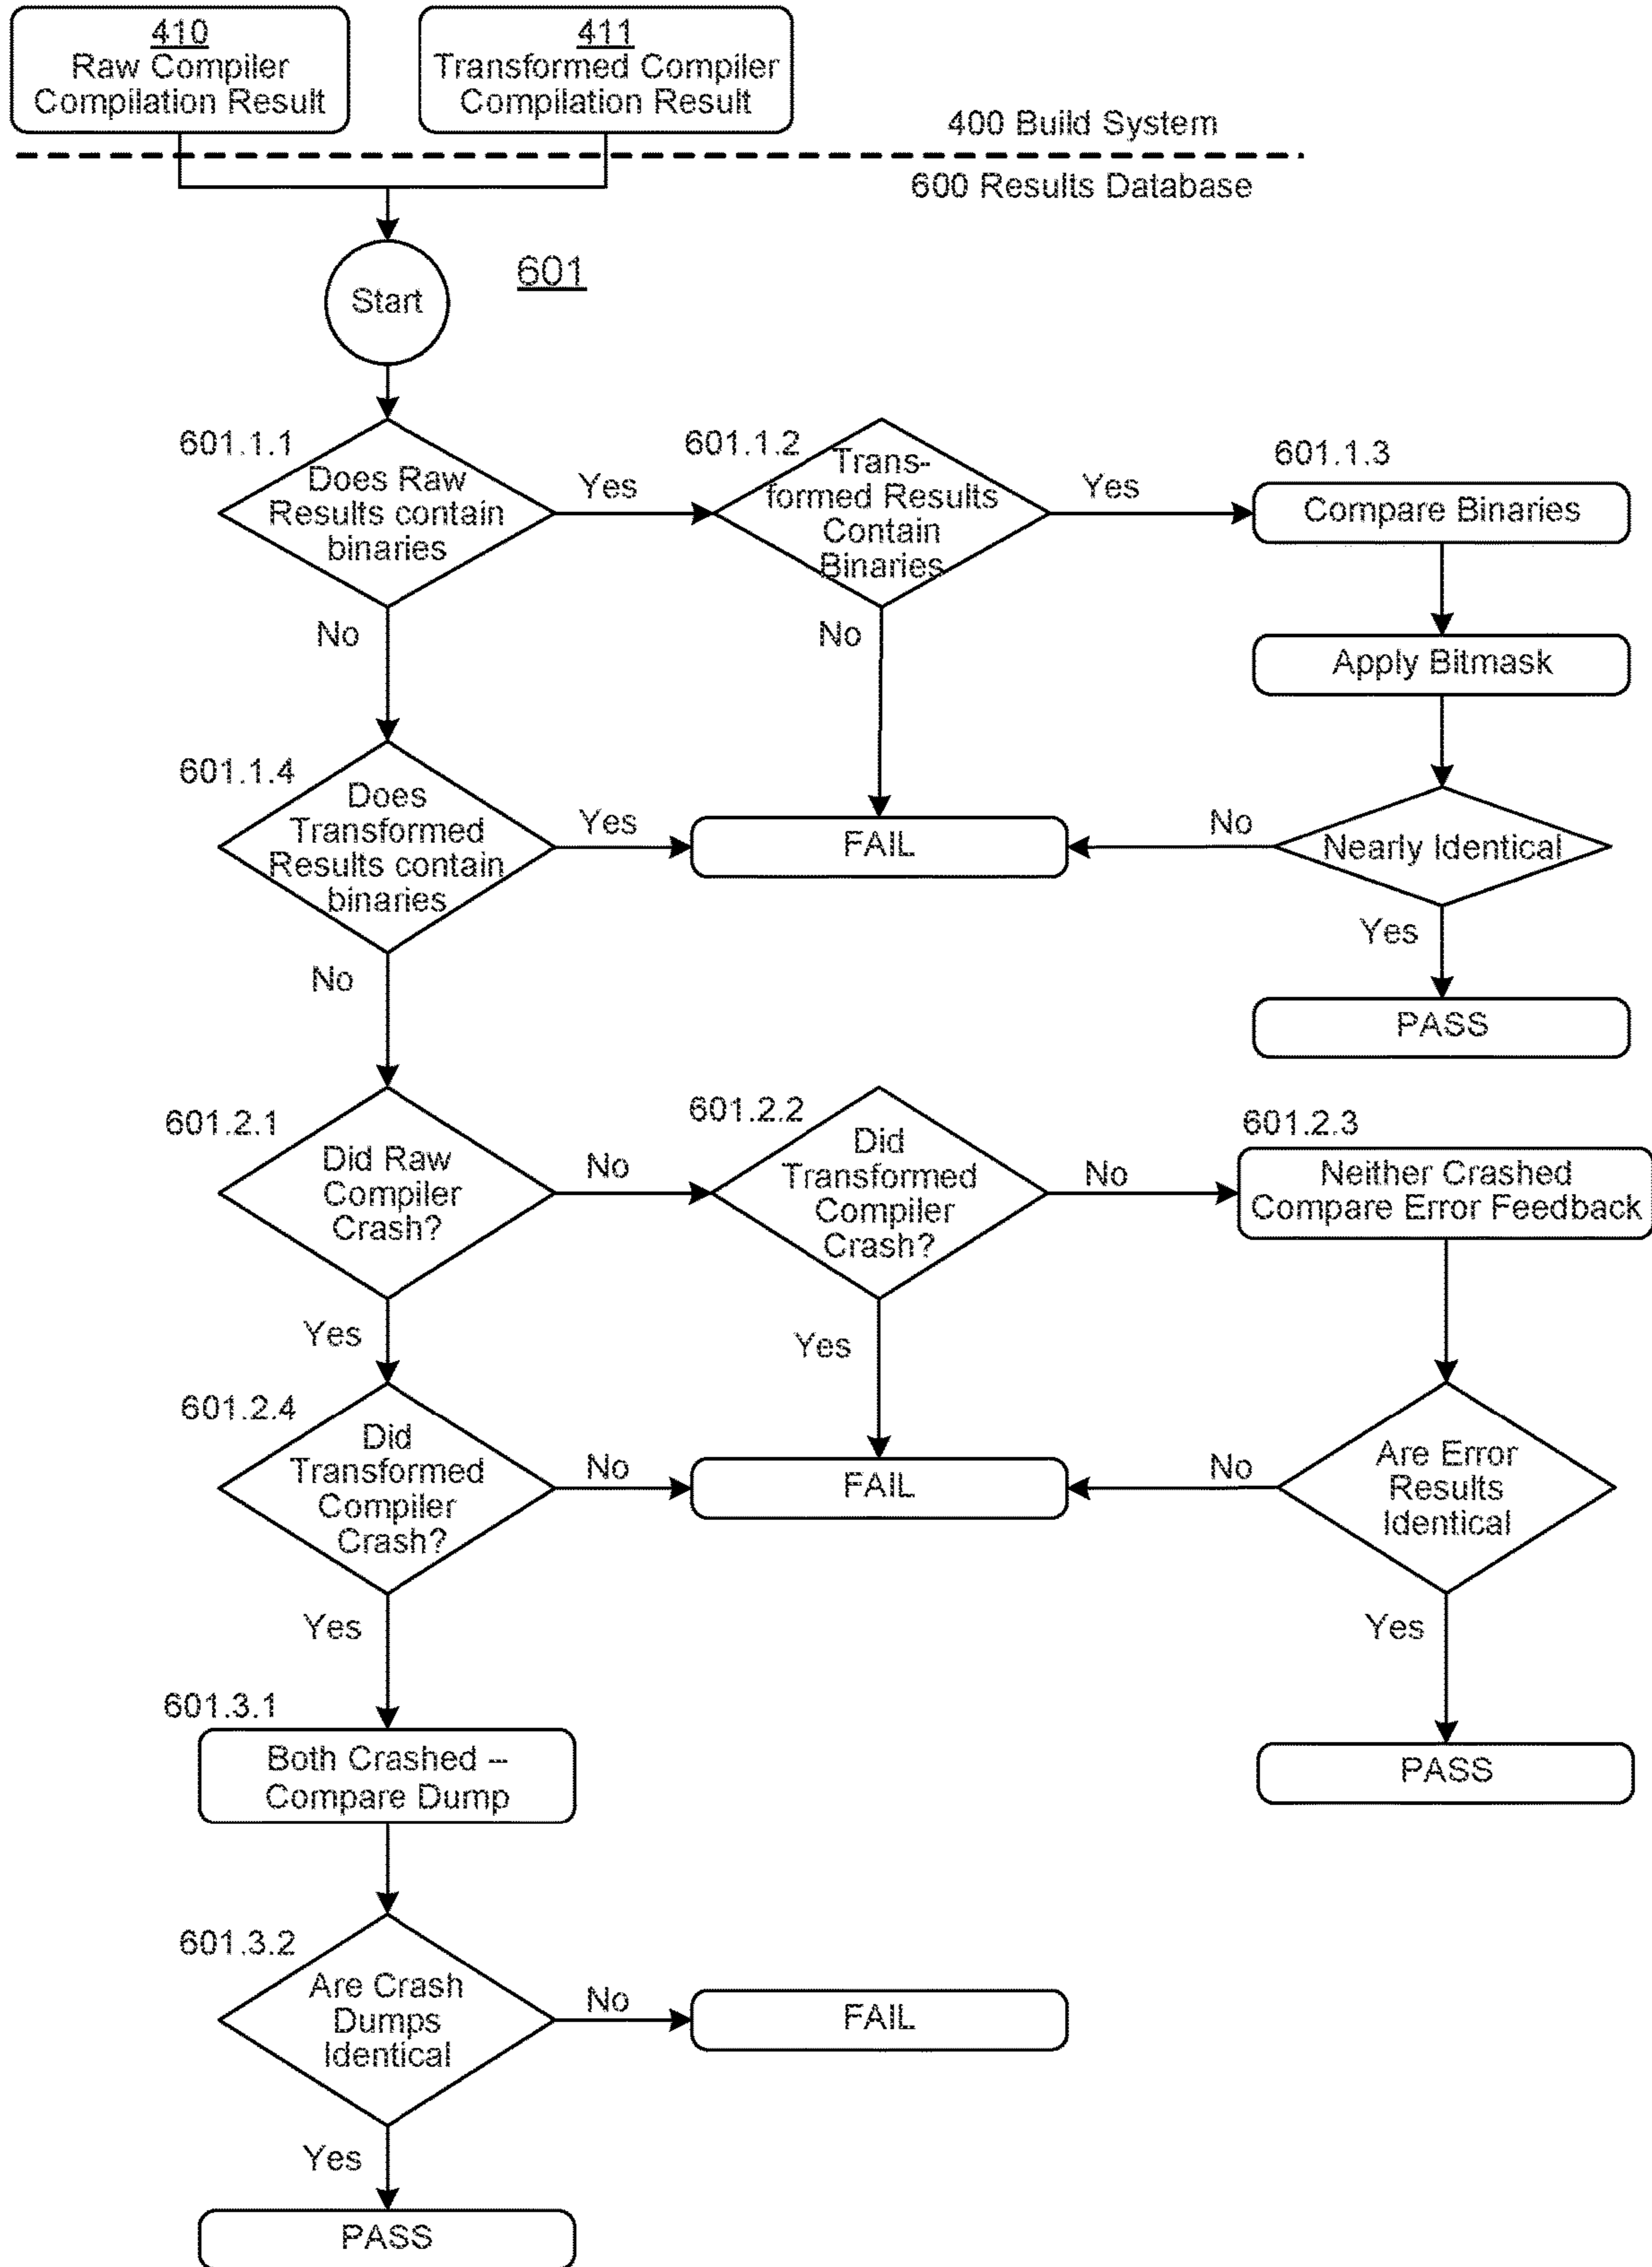 410
Raw Compiler
Compilation Result
411
Transformed Compiler
Compilation Result
400 Build System
600 Results Database
Start
601
601.1.1
Does Raw
Results contain
binaries
Yes
No
601.1.2
Trans-
formed Results
Contain
Binaries
Yes
No
601.1.3
Compare Binaries
Apply Bitmask
Nearly Identical
No
Yes
PASS
601.1.4
Does
Transformed
Results contain
binaries
Yes
FAIL
No
601.2.1
Did Raw
Compiler
Crash?
No
Yes
601.2.2
Did
Transformed
Compiler
Crash?
No
Yes
601.2.3
Neither Crashed
Compare Error Feedback
Are Error
Results
Identical
No
Yes
PASS
601.2.4
Did
Transformed
Compiler
Crash?
No
FAIL
Yes
601.3.1
Both Crashed --
Compare Dump
601.3.2
Are Crash
Dumps
Identical
No
FAIL
Yes
PASS